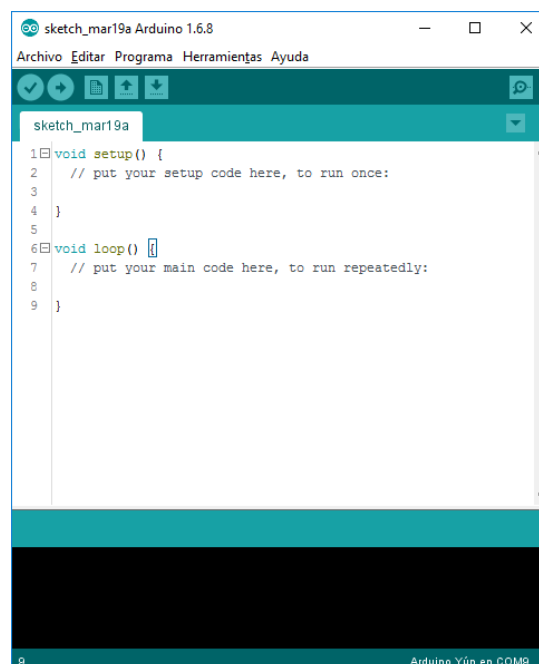 sketch_mar19a Arduino 1.6.8
Archivo Editar Programa Herramientas Ayuda
sketch_mar19a
1 void setup() {
2 // put your setup code here, to run once:
3
4 }
5
6 void loop() {
7 // put your main code here, to run repeatedly:
8
9 }
9 Arduino Yún en COM9